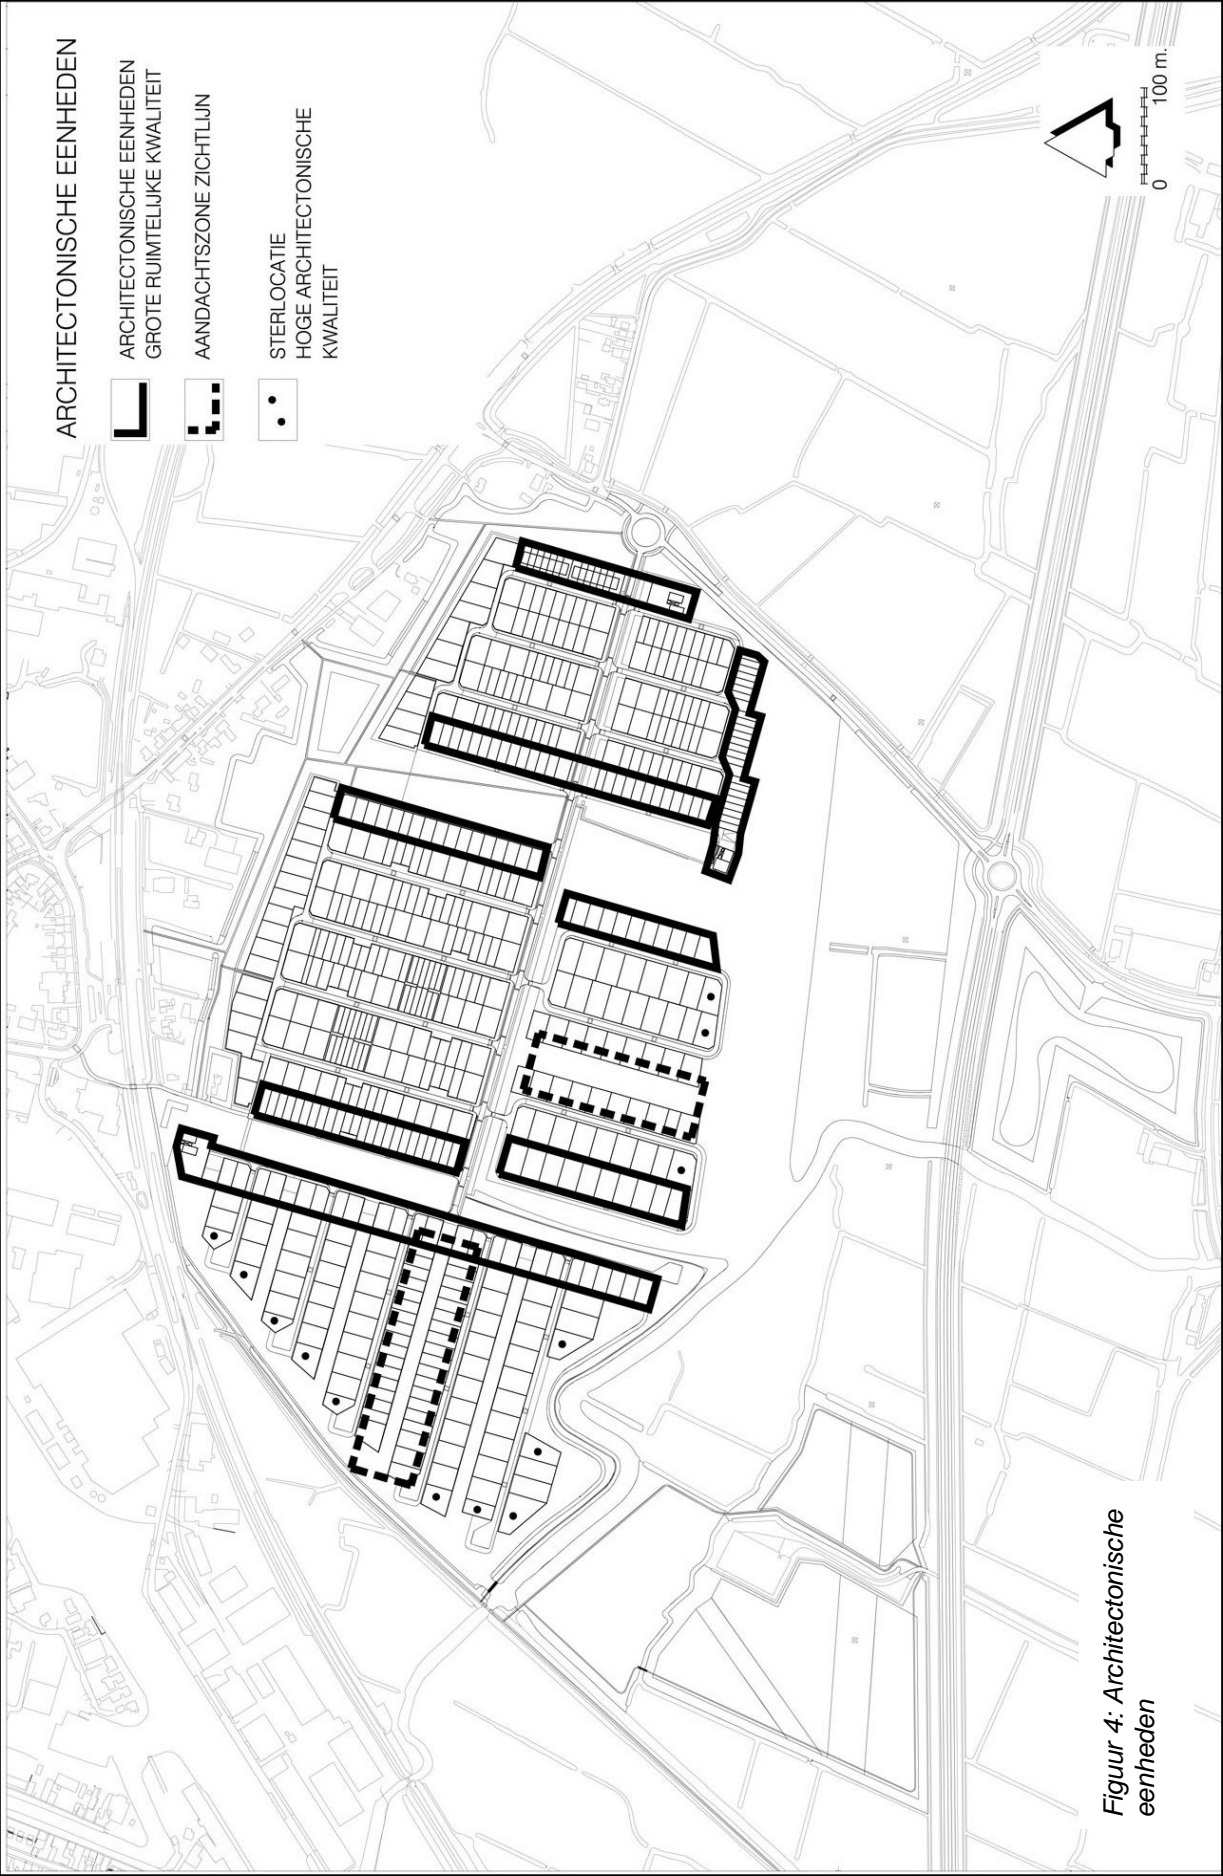 ARCHITECTONISCHE EENHEDEN
ARCHITECTONISCHE EENHEDEN
GROTE RUIMTELIJKE KWALITEIT
AANDACHTSZONE ZICHTLIJN
STERLOCATIE
HOGE ARCHITECTONISCHE
KWALITEIT
0 100 m.
Figuur 4: Architectonische
eenheden